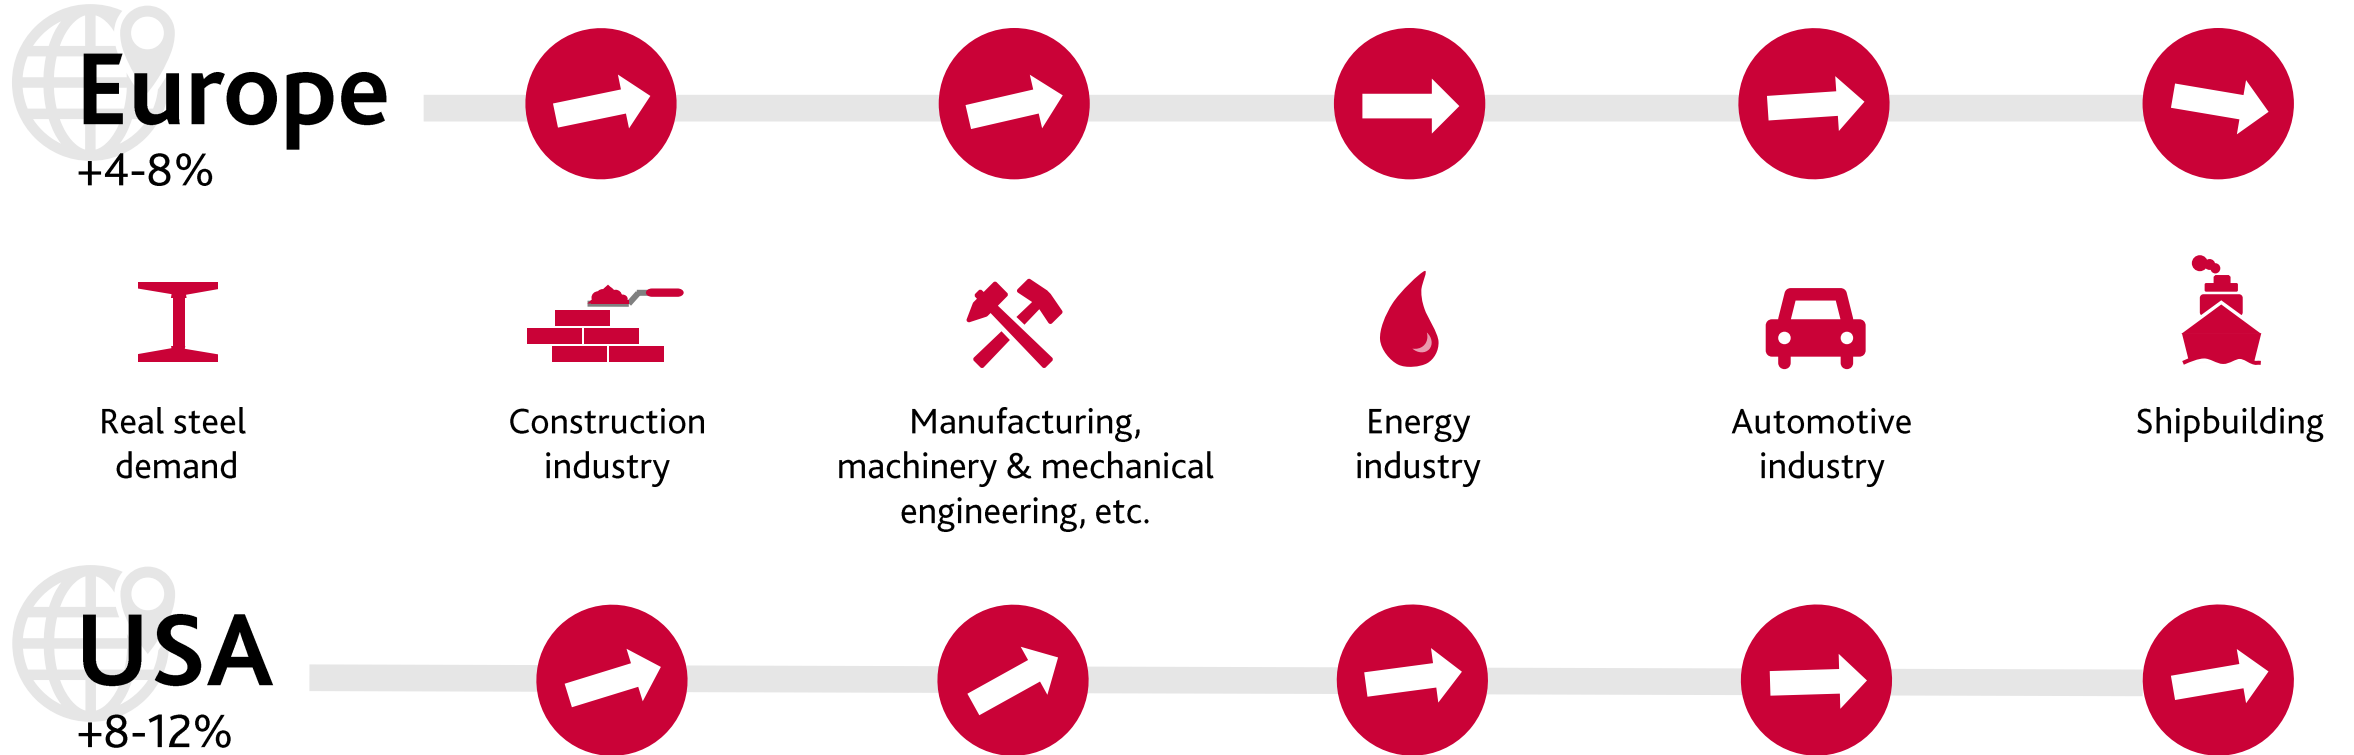 Europe
+4-8%
Real steel
demand
Construction
industry
Manufacturing,
machinery & mechanical
engineering, etc.
Energy
industry
Automotive
industry
Shipbuilding
USA
+8-12%